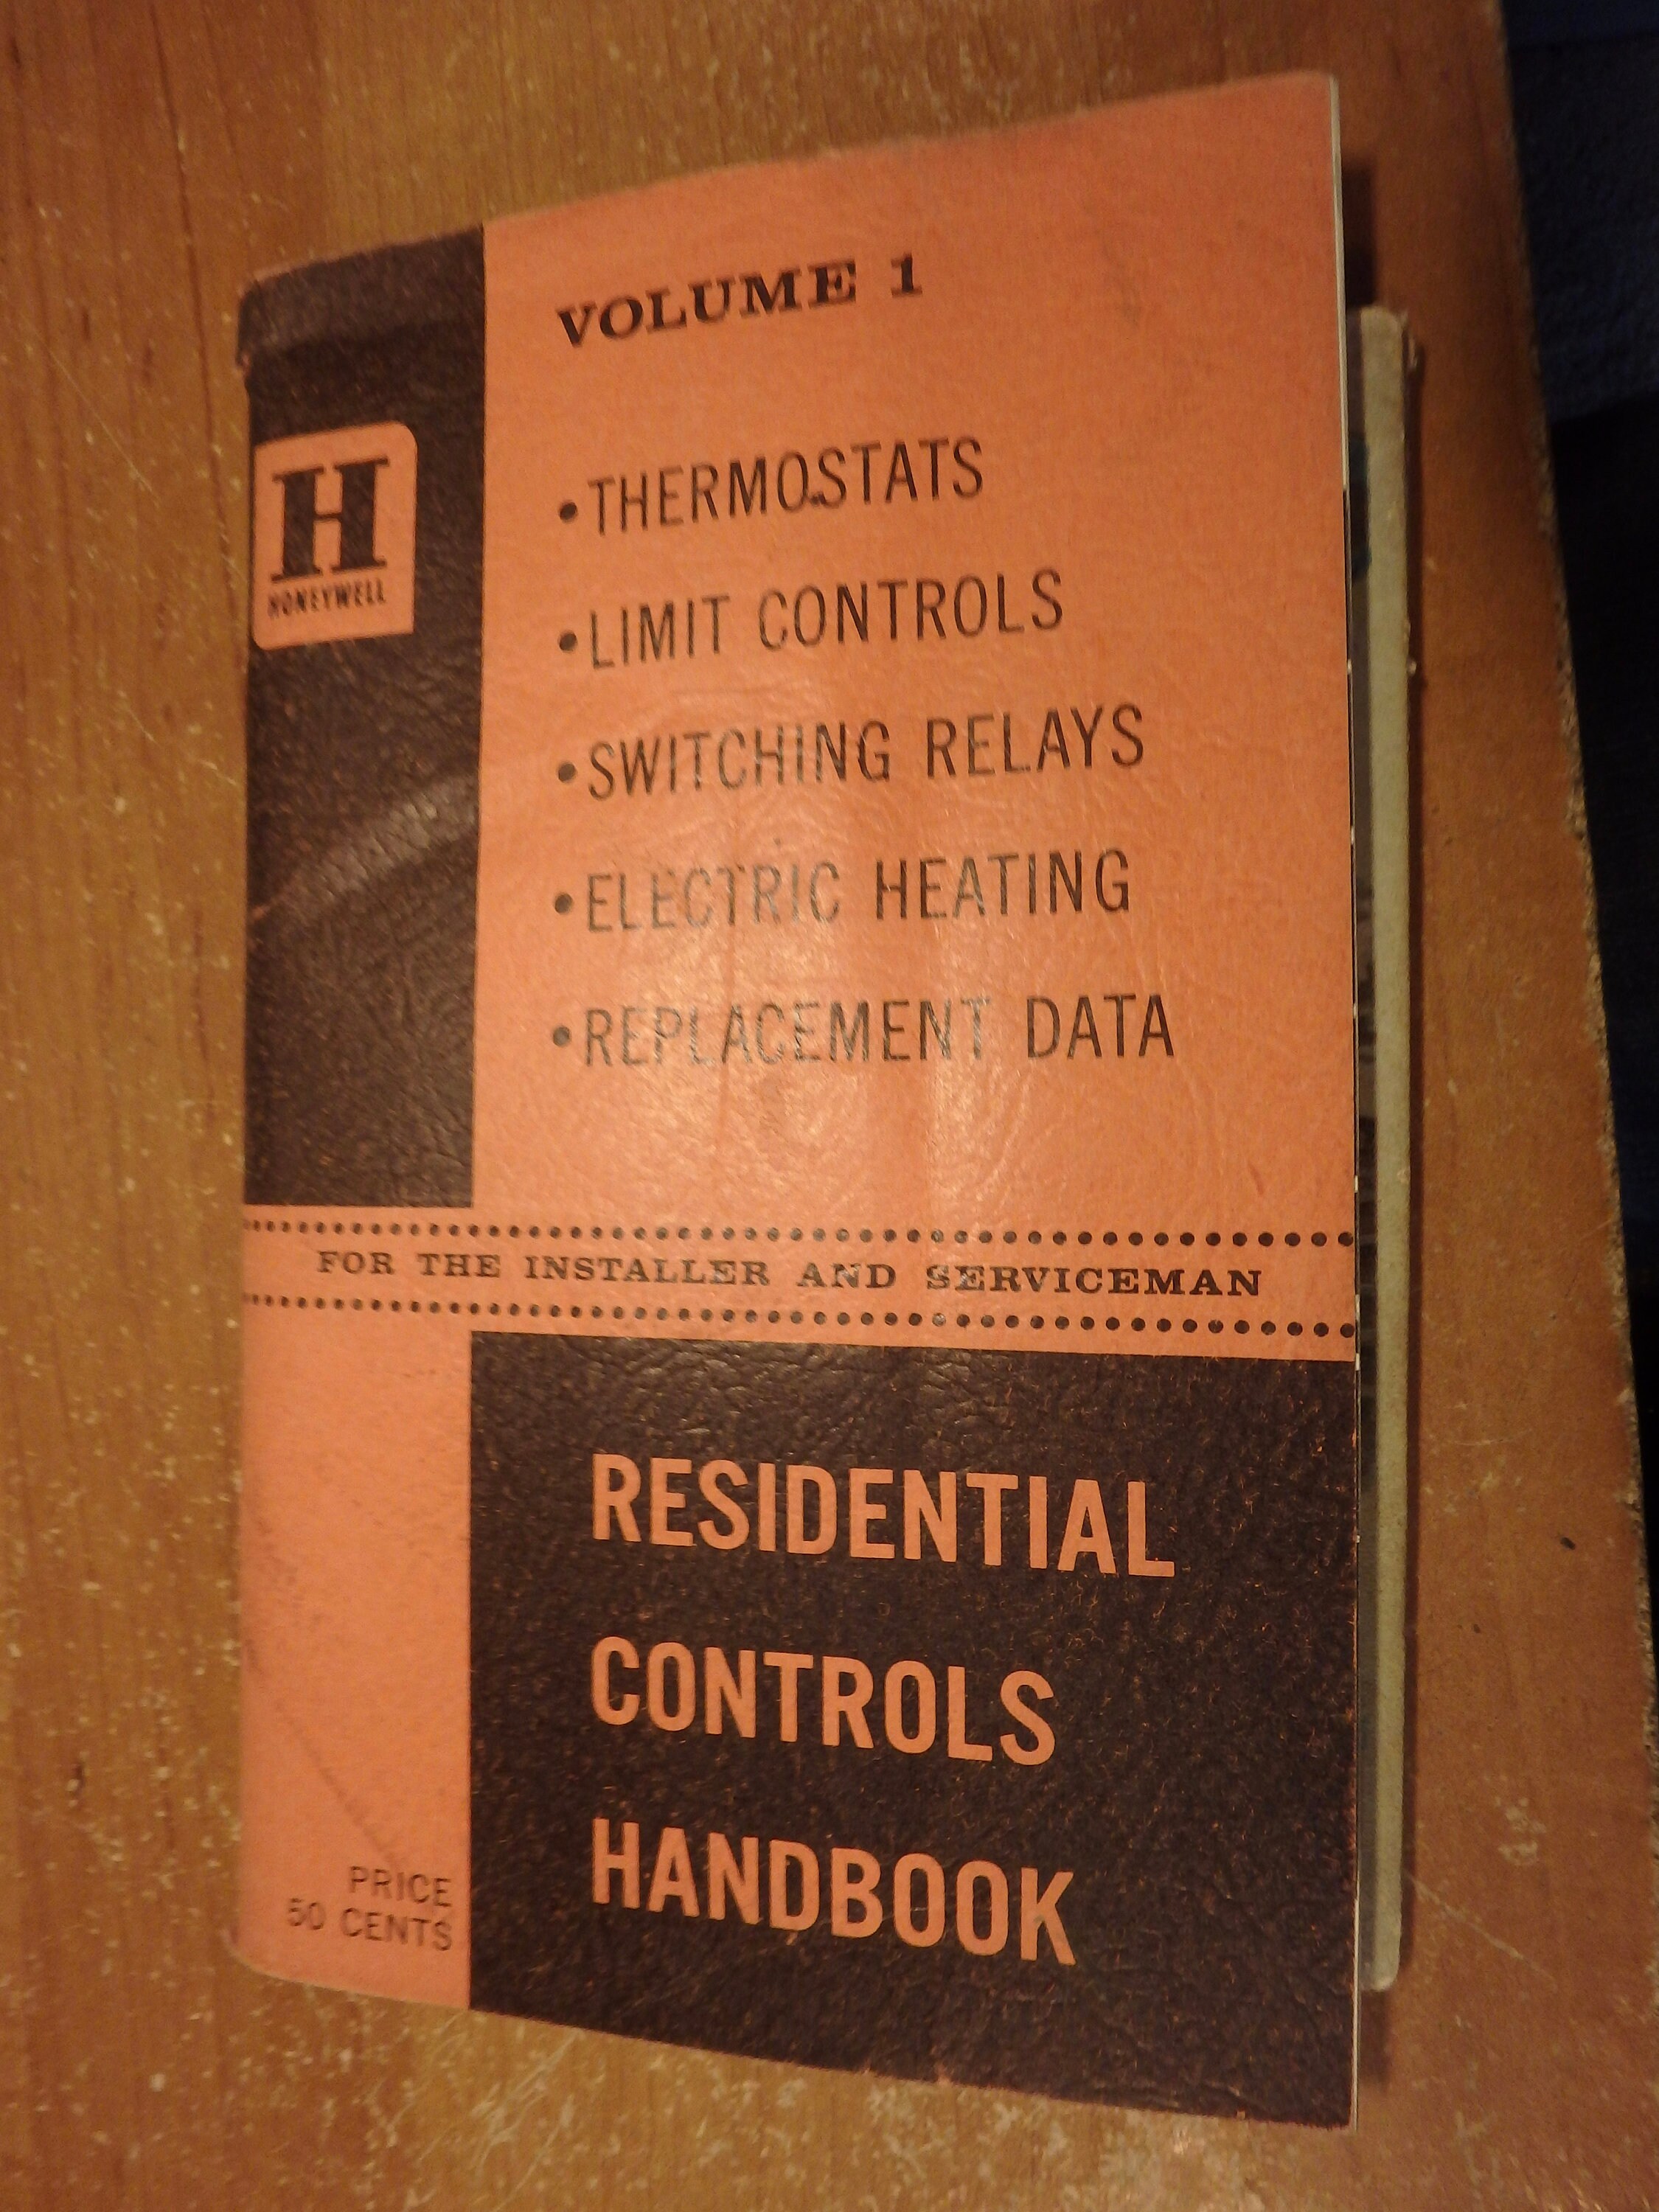 VOLUME 1
H
HONEYWELL
•THERMOSTATS
•LIMIT CONTROLS
•SWITCHING RELAYS
•ELECTRIC HEATING
•REPLACEMENT DATA
FOR THE INSTALLER AND SERVICEMAN
RESIDENTIAL
CONTROLS
HANDBOOK
PRICE
50 CENTS